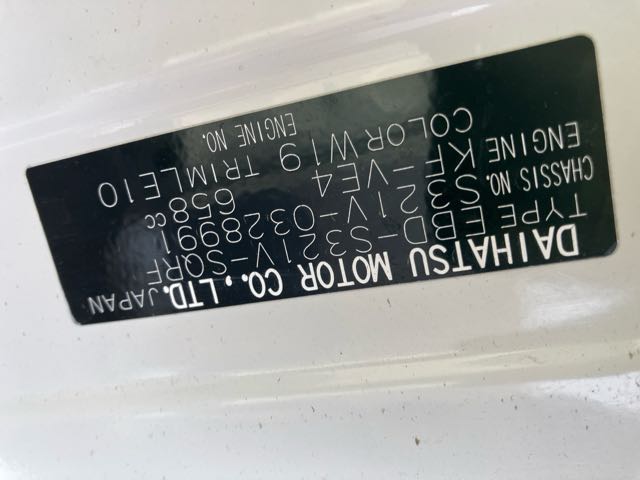 DAIHATSU MOTOR CO., LTD. JAPAN
TYPE EBD-S321V-SQRF
CHASSIS NO. S321V-0328991
ENGINE KF-VE4 658cc
COLOR W19 TRIM LE10
ENGINE NO.